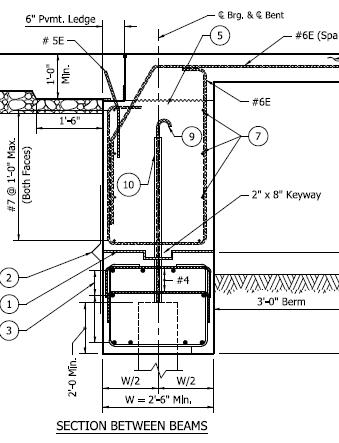 6" Pvmt. Ledge
℄ Brg. & ℄ Bent
# 5E
5
#6E (Spa
1'-0"
Min.
#6E
1'-6"
9
7
#7 @ 1'-0" Max.
(Both Faces)
10
2" x 8" Keyway
2
#4
1
3
3'-0" Berm
2'-0 Min.
W/2
W/2
W = 2'-6" Min.
SECTION BETWEEN BEAMS